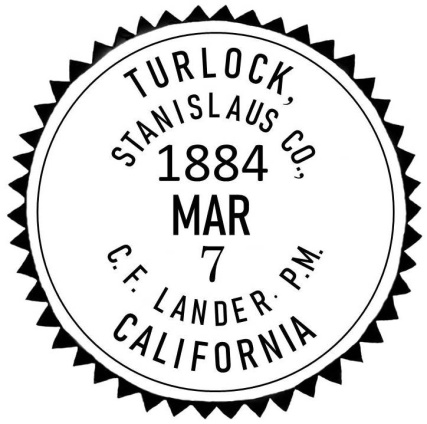 TURLOCK,
STANISLAUS CO.,
1884
MAR
7
C.F. LANDER. P.M.
CALIFORNIA